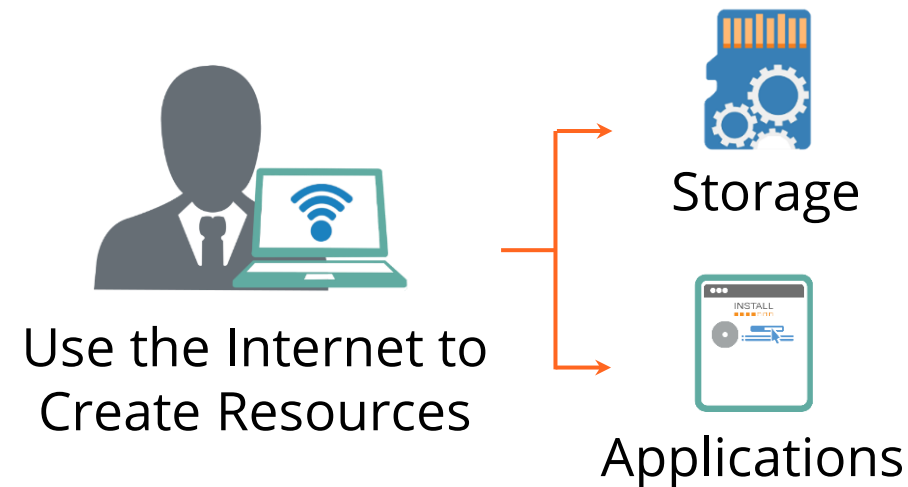 Use the Internet to
Create Resources
Storage
INSTALL
Applications